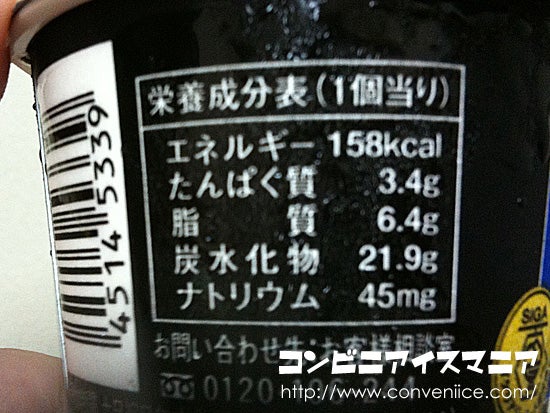 栄養成分表(1個当り)
エネルギー 158kcal
たんぱく質 3.4g
脂 質 6.4g
炭水化物 21.9g
ナトリウム 45mg
お問い合わせ先:お客様相談室
0120
45145339
SIGA
コンビニアイスマニア
http://www.conveniice.com/